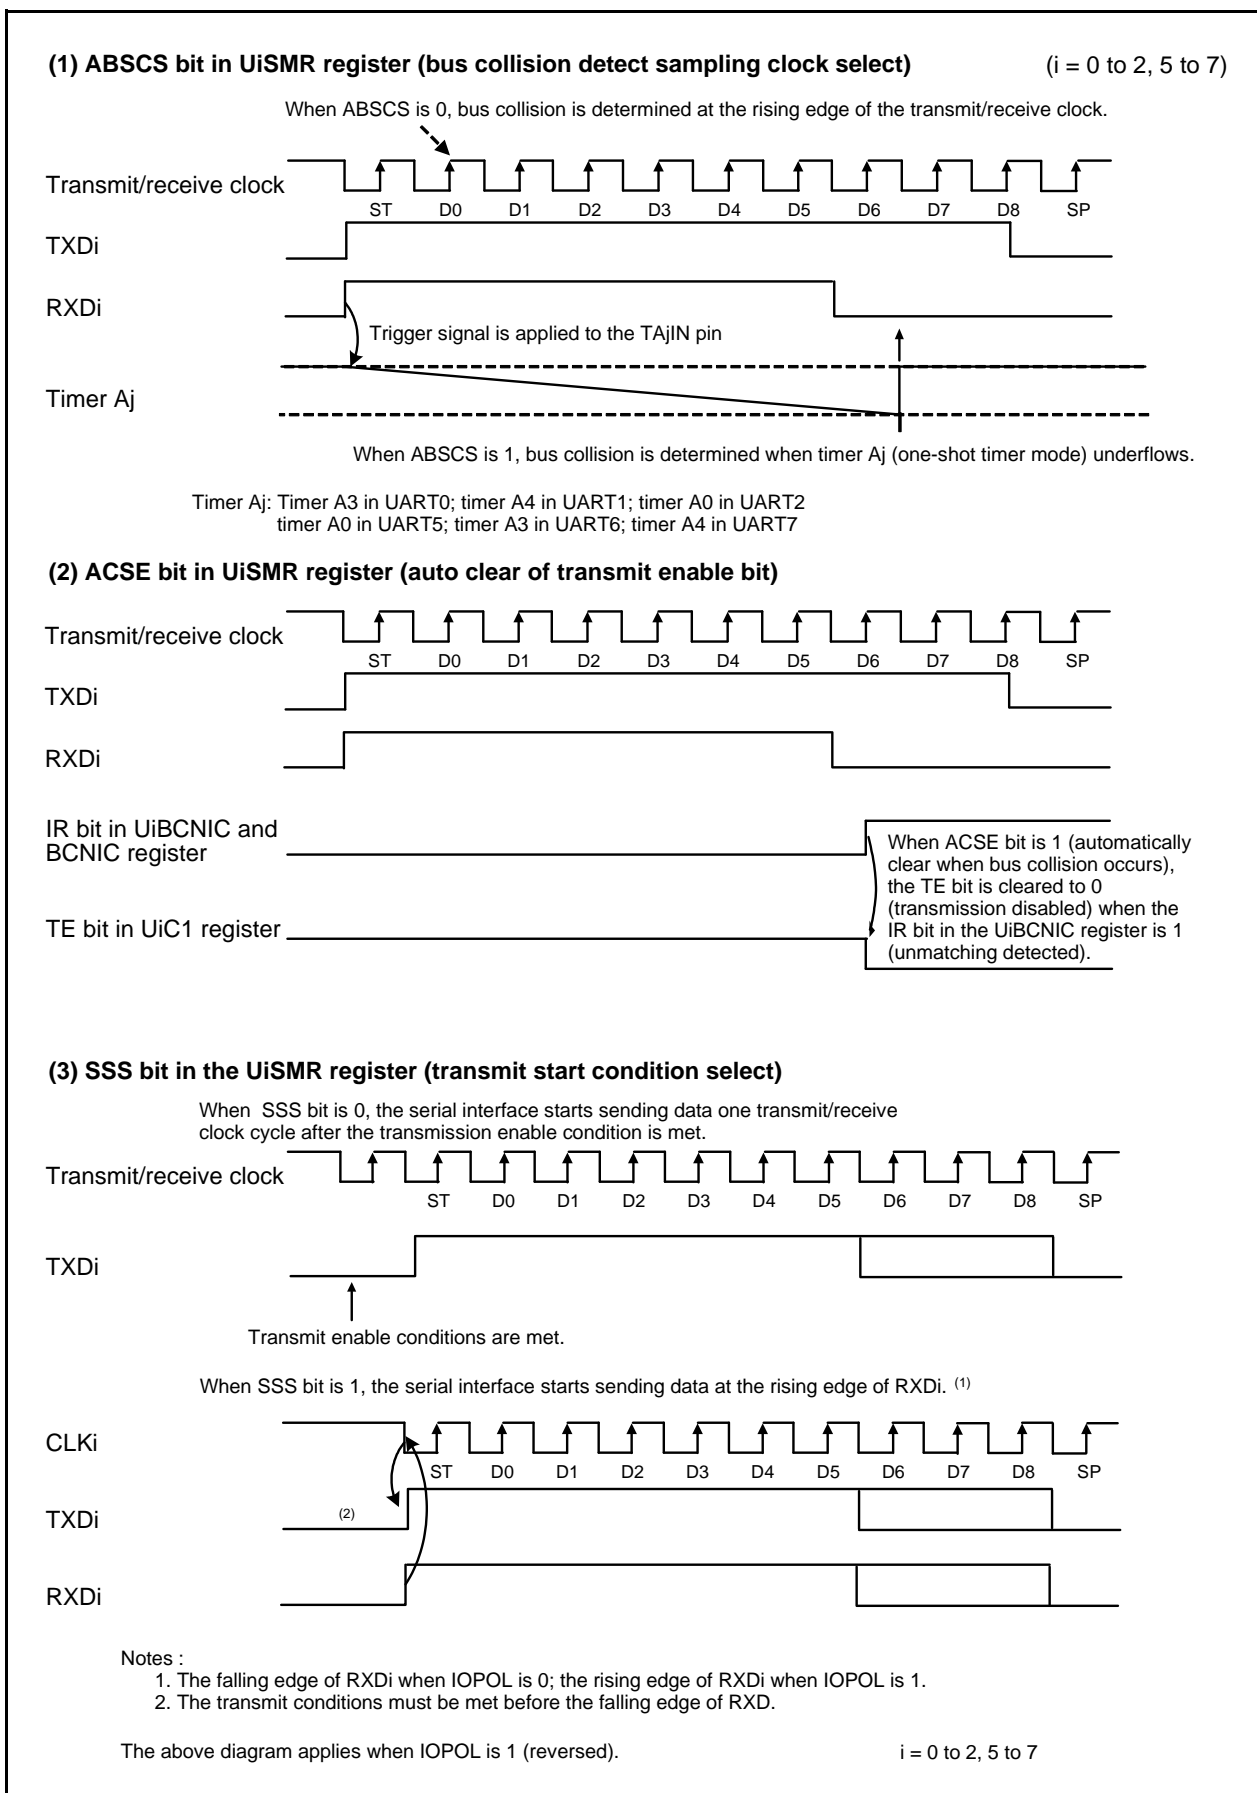 (1) ABSCS bit in UiSMR register (bus collision detect sampling clock select) (i = 0 to 2, 5 to 7)
When ABSCS is 0, bus collision is determined at the rising edge of the transmit/receive clock.
Transmit/receive clock
ST D0 D1 D2 D3 D4 D5 D6 D7 D8 SP
TXDi
RXDi
Trigger signal is applied to the TAjIN pin
Timer Aj
When ABSCS is 1, bus collision is determined when timer Aj (one-shot timer mode) underflows.
Timer Aj: Timer A3 in UART0; timer A4 in UART1; timer A0 in UART2
timer A0 in UART5; timer A3 in UART6; timer A4 in UART7
(2) ACSE bit in UiSMR register (auto clear of transmit enable bit)
Transmit/receive clock
ST D0 D1 D2 D3 D4 D5 D6 D7 D8 SP
TXDi
RXDi
IR bit in UiBCNIC and
BCNIC register
When ACSE bit is 1 (automatically
clear when bus collision occurs),
the TE bit is cleared to 0
(transmission disabled) when the
IR bit in the UiBCNIC register is 1
(unmatching detected).
TE bit in UiC1 register
(3) SSS bit in the UiSMR register (transmit start condition select)
When SSS bit is 0, the serial interface starts sending data one transmit/receive
clock cycle after the transmission enable condition is met.
Transmit/receive clock
ST D0 D1 D2 D3 D4 D5 D6 D7 D8 SP
TXDi
Transmit enable conditions are met.
When SSS bit is 1, the serial interface starts sending data at the rising edge of RXDi. (1)
CLKi
ST D0 D1 D2 D3 D4 D5 D6 D7 D8 SP
TXDi
(2)
RXDi
Notes :
1. The falling edge of RXDi when IOPOL is 0; the rising edge of RXDi when IOPOL is 1.
2. The transmit conditions must be met before the falling edge of RXD.
The above diagram applies when IOPOL is 1 (reversed). i = 0 to 2, 5 to 7